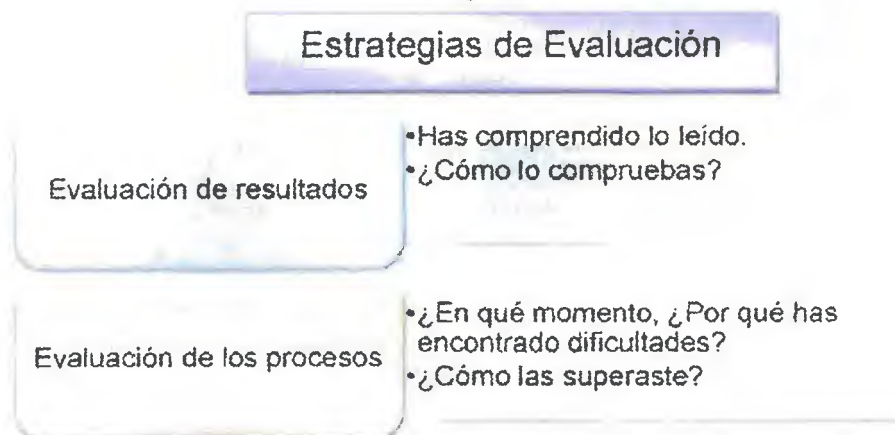 Estrategias de Evaluación
Evaluación de resultados
•Has comprendido lo leído.
•¿Cómo lo compruebas?
Evaluación de los procesos
•¿En qué momento, ¿Por qué has
encontrado dificultades?
•¿Cómo las superaste?